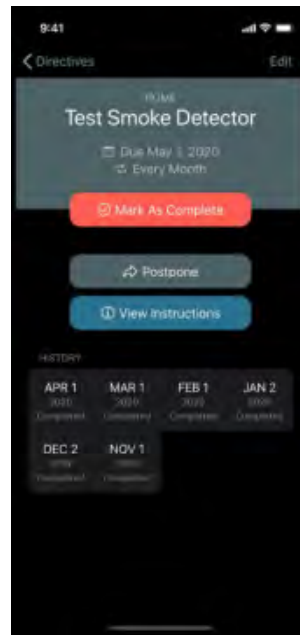 9:41
Directives
Edit
HOME
Test Smoke Detector
Due May 1, 2020
Every Month
Mark As Complete
Postpone
View Instructions
HISTORY
APR 1
2020
Completed
MAR 1
2020
Completed
FEB 1
2020
Completed
JAN 2
2020
Completed
DEC 2
Completed
NOV 1
Completed